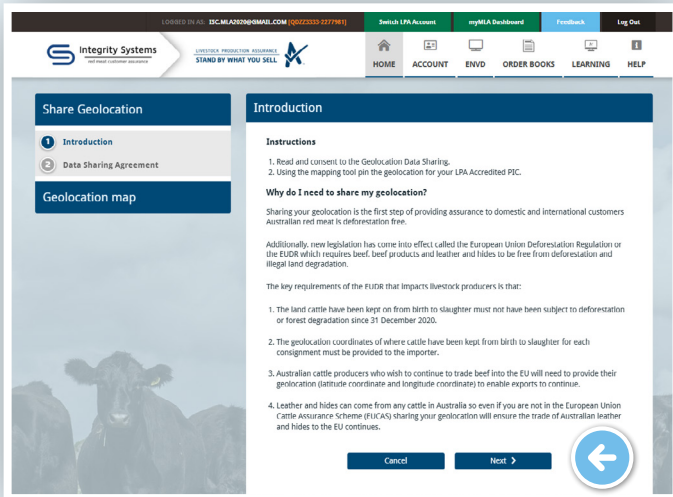 LOGGED IN AS: ISC.MLA2020@GMAIL.COM (QDZZ3333-2277981)
Switch LPA Account
myMLA Dashboard
Feedback
Log Out
Integrity Systems
red meat customer assurance
LIVESTOCK PRODUCTION ASSURANCE
STAND BY WHAT YOU SELL
HOME
ACCOUNT
ENVD
ORDER BOOKS
LEARNING
HELP
Share Geolocation
1 Introduction
2 Data Sharing Agreement
Geolocation map
Introduction
Instructions
1. Read and consent to the Geolocation Data Sharing.
2. Using the mapping tool pin the geolocation for your LPA Accredited PIC.
Why do I need to share my geolocation?
Sharing your geolocation is the first step of providing assurance to domestic and international customers
Australian red meat is deforestation free.
Additionally, new legislation has come into effect called the European Union Deforestation Regulation or
the EUDR which requires beef, beef products and leather and hides to be free from deforestation and
illegal land degradation.
The key requirements of the EUDR that impacts livestock producers is that:
1. The land cattle have been kept on from birth to slaughter must not have been subject to deforestation
or forest degradation since 31 December 2020.
2. The geolocation coordinates of where cattle have been kept from birth to slaughter for each
consignment must be provided to the importer.
3. Australian cattle producers who wish to continue to trade beef into the EU will need to provide their
geolocation (latitude coordinate and longitude coordinate) to enable exports to continue.
4. Leather and hides can come from any cattle in Australia so even if you are not in the European Union
Cattle Assurance Scheme (EUCAS) sharing your geolocation will ensure the trade of Australian leather
and hides to the EU continues.
Cancel
Next